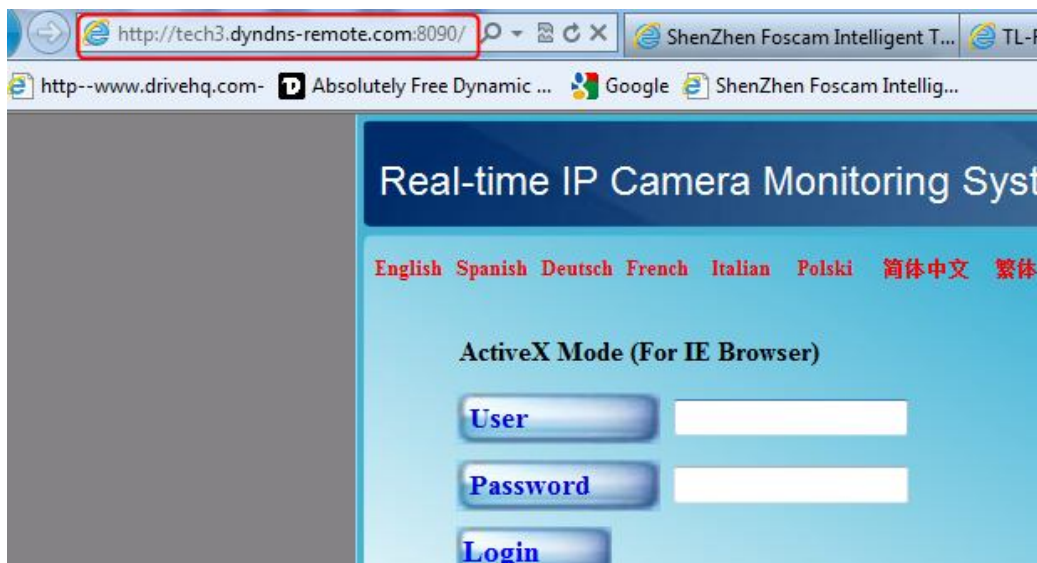 http://tech3.dyndns-remote.com:8090/ ShenZhen Foscam Intelligent T... TL-
http--www.drivehq.com- Absolutely Free Dynamic ... Google ShenZhen Foscam Intellig...
Real-time IP Camera Monitoring Syst
English Spanish Deutsch French Italian Polski 简体中文 繁体
ActiveX Mode (For IE Browser)
User
Password
Login